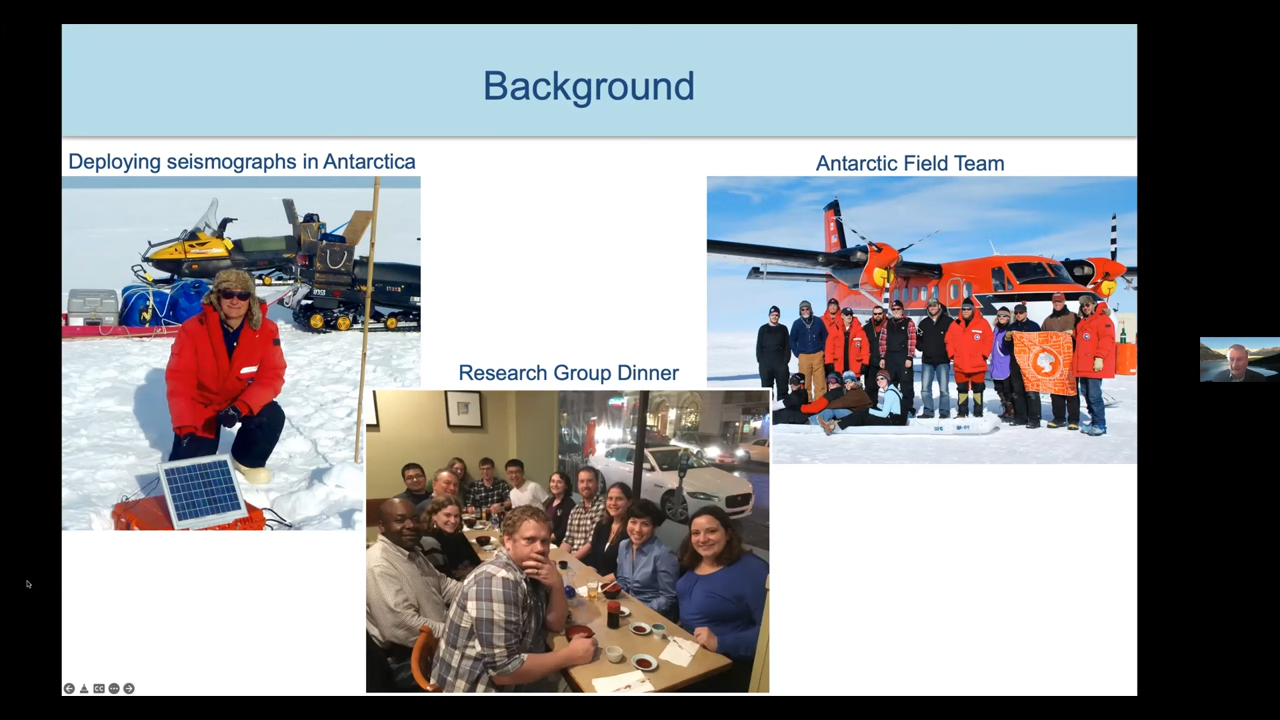 Background
Deploying seismographs in Antarctica
Antarctic Field Team
Research Group Dinner